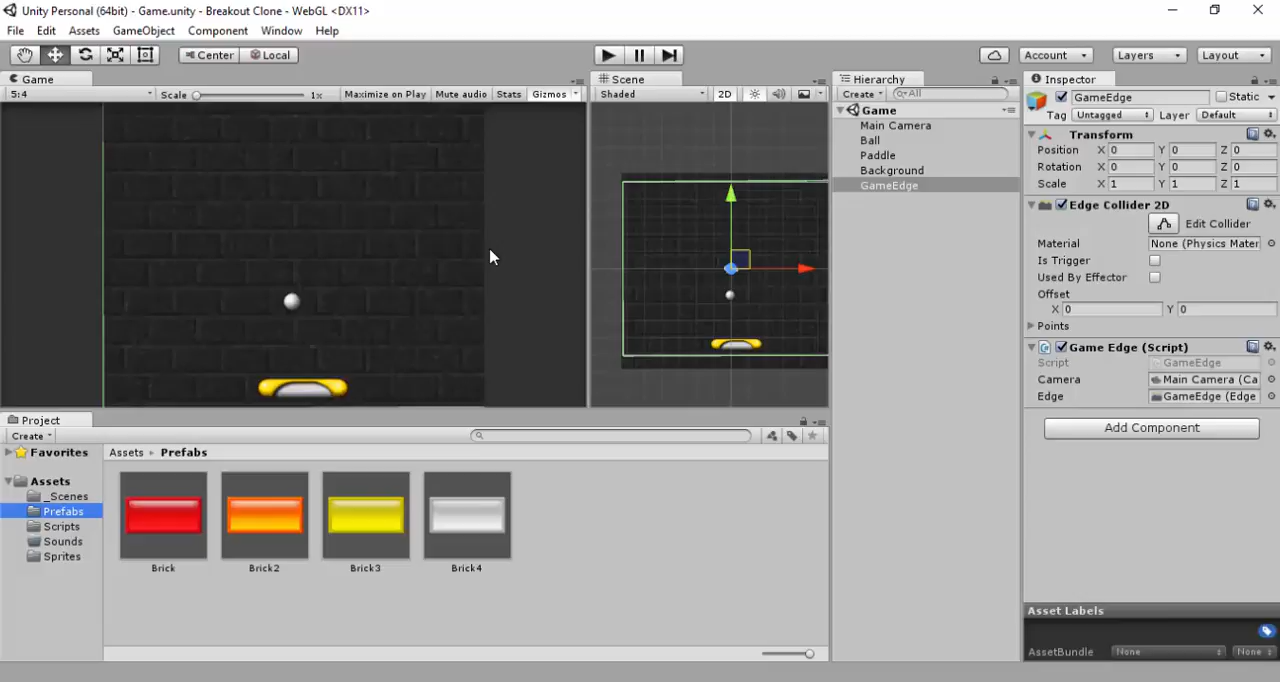 Unity Personal (64bit) - Game.unity - Breakout Clone - WebGL <DX11>
File Edit Assets GameObject Component Window Help
Center Local Account Layers Layout
Game
5:4 Scale 1x Maximize on Play Mute audio Stats Gizmos
Scene
Shaded 2D
Hierarchy
Create All
Game
Main Camera
Ball
Paddle
Background
GameEdge
Inspector
GameEdge Static
Tag Untagged Layer Default
Transform
Position X 0 Y 0 Z 0
Rotation X 0 Y 0 Z 0
Scale X 1 Y 1 Z 1
Edge Collider 2D
Edit Collider
Material None (Physics Mater
Is Trigger
Used By Effector
Offset
X 0 Y 0
Points
Game Edge (Script)
Script GameEdge
Camera Main Camera (Ca
Edge GameEdge (Edge
Add Component
Asset Labels
AssetBundle None None
Project
Create
Favorites
Assets
_Scenes
Prefabs
Scripts
Sounds
Sprites
Assets Prefabs
Brick Brick2 Brick3 Brick4